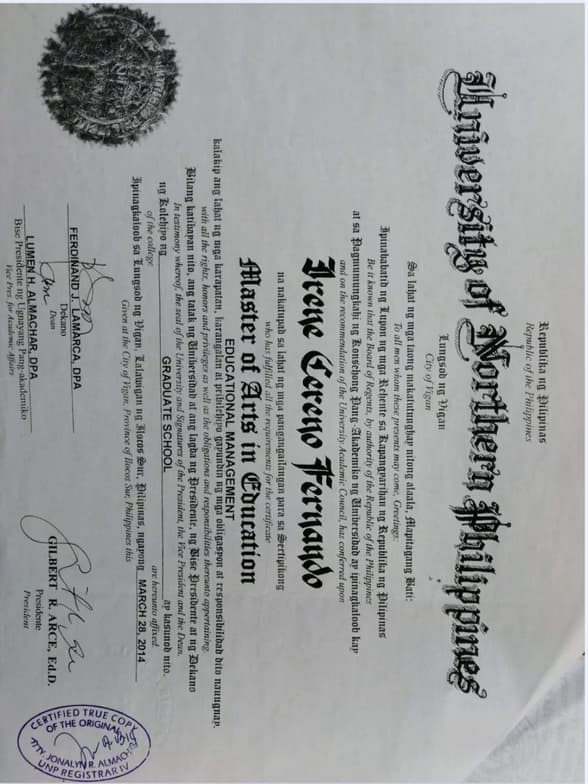 Republika ng Pilipinas
Republic of the Philippines
University of Northern Philippines
Lungsod ng Vigan
City of Vigan
Sa lahat ng mga taong makatutunghay nitong alaala, Mapitagang Bati:
To all men whom these presents may come, Greetings:
Ipinababatid ng Lupon ng mga Rehente sa Kapangyarihan ng Republika ng Pilipinas
Be it known that the Board of Regents, by authority of the Republic of the Philippines
at sa Pagmumungkahi ng Konsehong Pang-Akademiko ng Unibersidad ay ipinagkaloob kay
and on the recommendation of the University Academic Council, has conferred upon
Irene Cereno Fernando
na nakatupad sa lahat ng mga pangangailangan para sa Sertipikong
who has fulfilled all the requirements for the certificate
Master of Arts in Education
EDUCATIONAL MANAGEMENT
kalakip ang lahat ng mga karapatan, karangalan at pribilehiyo gayundin ng mga obligasyon at responsibilidad dito nauugnay.
with all the rights, honors and privileges as well as the obligations and responsibilities thereunto appertaining.
Bilang katibayan nito, ang tatak ng Unibersidad at ang lagda ng Presidente, ng Bise Presidente at ng Dekano
In testimony whereof, the seal of the University and Signatures of the President, the Vice President and the Dean,
ng Kolehiyo ng GRADUATE SCHOOL ay kasunod nito.
of the college are hereunto affixed.
Ipinagkaloob sa Lungsod ng Vigan, Lalawigan ng Ilocos Sur, Pilipinas, ngayong MARCH 28, 2014
Given at the City of Vigan, Province of Ilocos Sur, Philippines this
FERDINAND J. LAMARCA, DPA
Dekano
Dean
LUMEN H. ALMACHAR, DPA
Bise Presidente ng Ugnayang Pang-akademiko
Vice Pres. for Academic Affairs
GILBERT R. ARCE, Ed.D.
Presidente
President
CERTIFIED TRUE COPY
OF THE ORIGINAL
ATTY. JONALYN R. ALMACH
UNP REGISTRAR IV